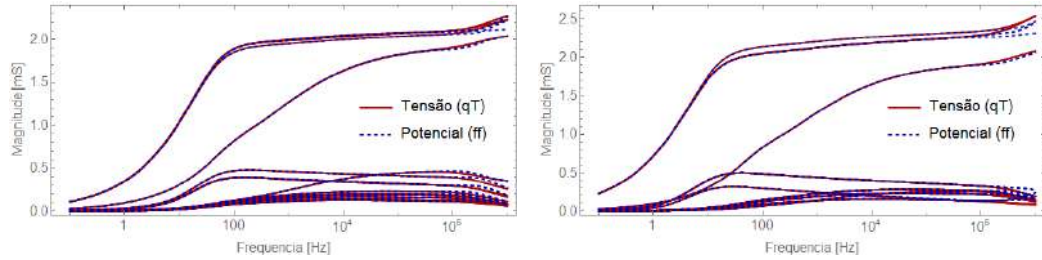 2.0
1.5
1.0
0.5
0.0
Magnitude [mS]
Tensão (qT)
Potencial (ff)
1
100
10⁴
10⁶
Frequencia [Hz]
2.5
2.0
1.5
1.0
0.5
0.0
Magnitude [mS]
Tensão (qT)
Potencial (ff)
1
100
10⁴
10⁶
Frequencia [Hz]